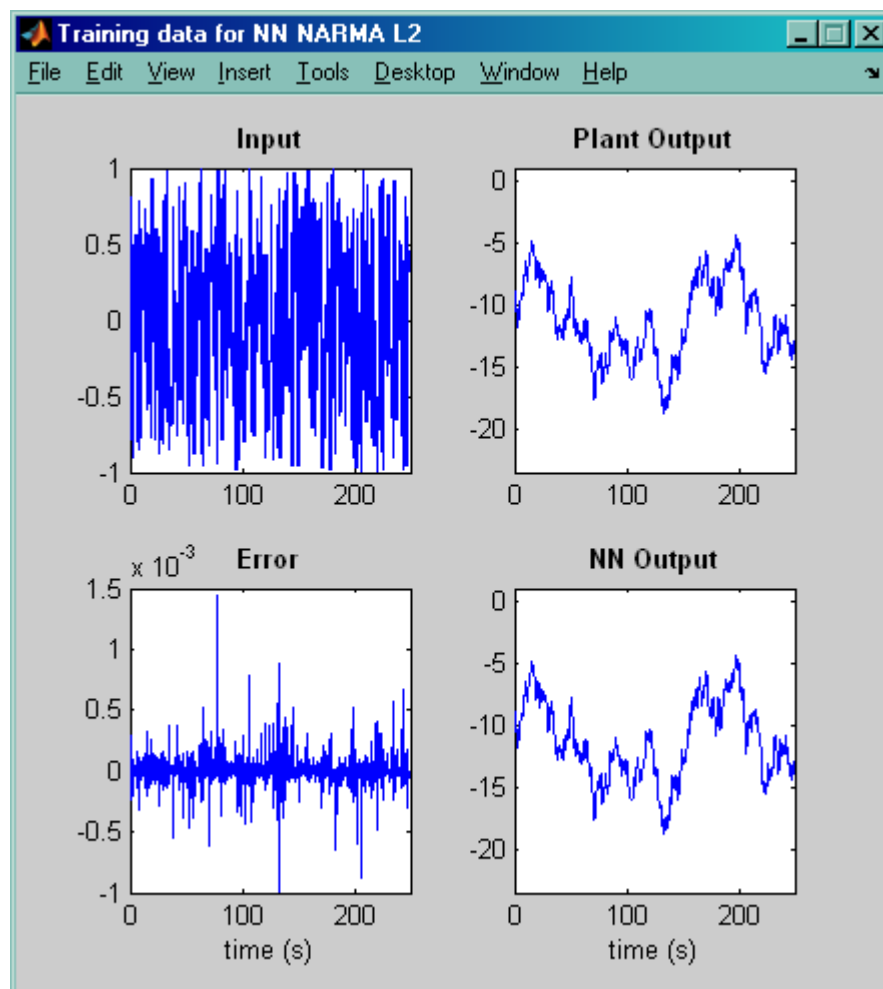 Training data for NN NARMA L2
File Edit View Insert Tools Desktop Window Help
Input
1
0.5
0
-0.5
-1
0 100 200
Plant Output
0
-5
-10
-15
-20
0 100 200
x 10^-3
Error
1.5
1
0.5
0
-0.5
-1
0 100 200
time (s)
NN Output
0
-5
-10
-15
-20
0 100 200
time (s)